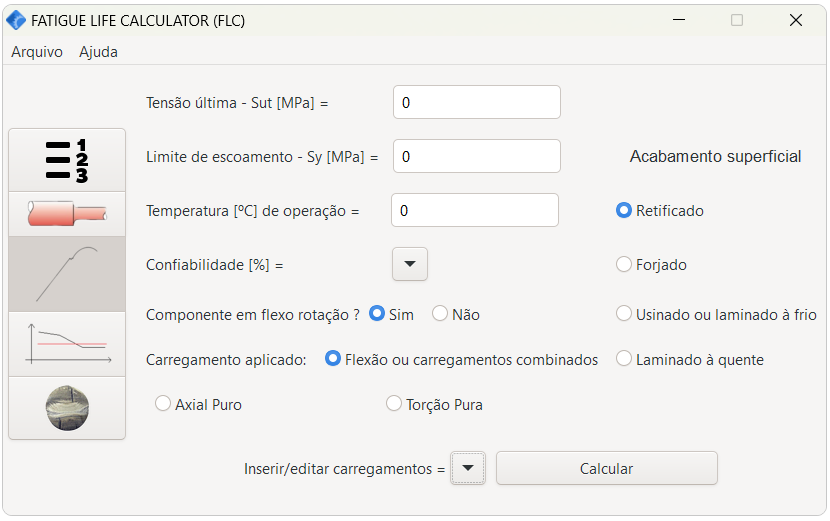 FATIGUE LIFE CALCULATOR (FLC)
Arquivo Ajuda
Tensão última - Sut [MPa] = 0
Limite de escoamento - Sy [MPa] = 0 Acabamento superficial
Temperatura [ºC] de operação = 0 Retificado
Confiabilidade [%] = Forjado
Componente em flexo rotação ? Sim Não Usinado ou laminado à frio
Carregamento aplicado: Flexão ou carregamentos combinados Laminado à quente
Axial Puro Torção Pura
Inserir/editar carregamentos = Calcular
1
2
3